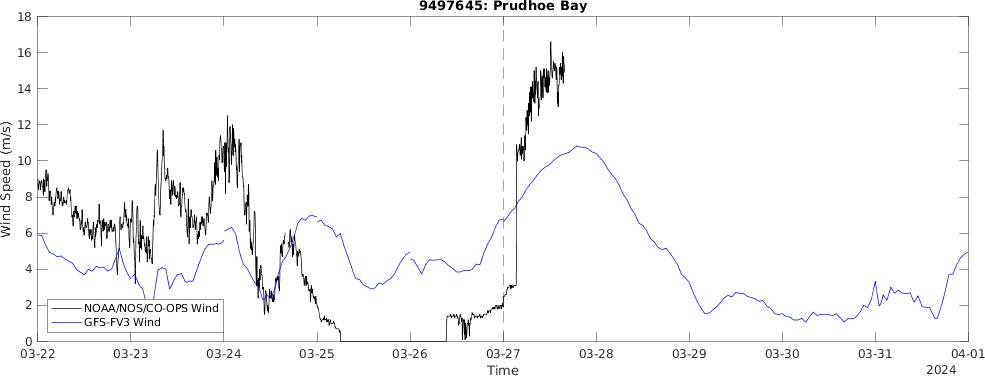 9497645: Prudhoe Bay
18
16
14
12
10
8
6
4
2
0
Wind Speed (m/s)
NOAA/NOS/CO-OPS Wind
GFS-FV3 Wind
03-22 03-23 03-24 03-25 03-26 03-27 03-28 03-29 03-30 03-31 04-01
Time
2024